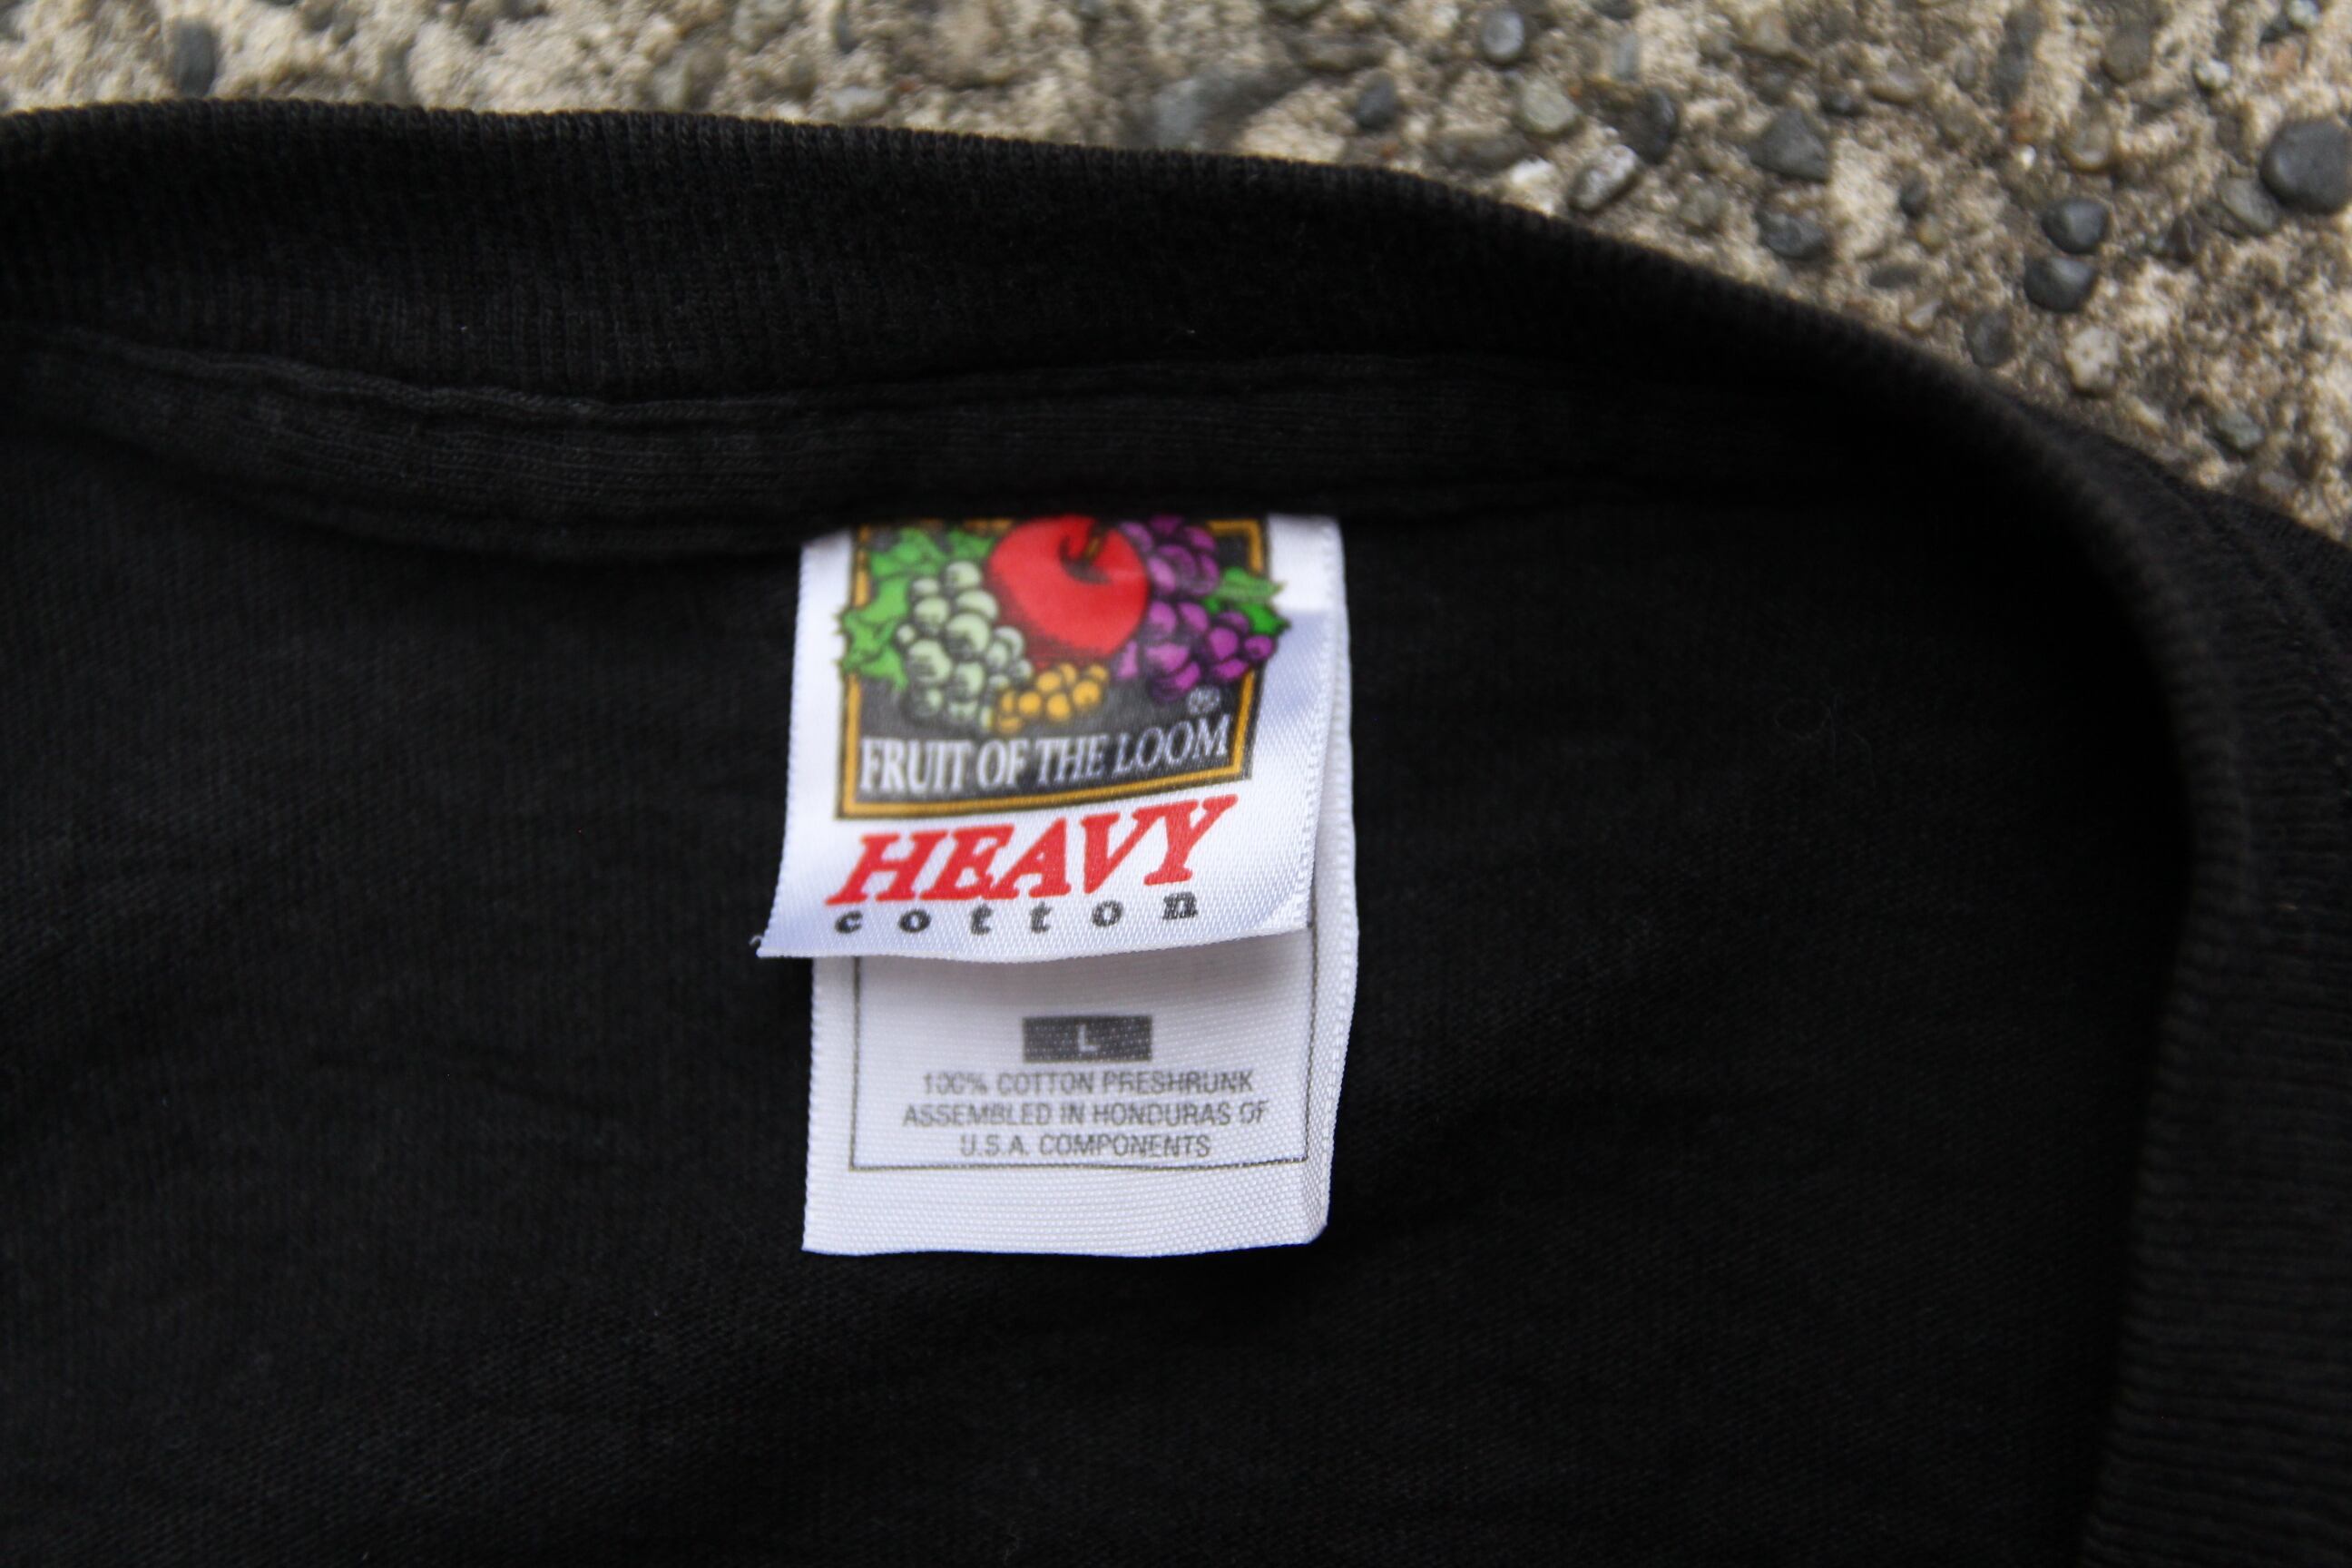 ®
FRUIT OF THE LOOM
HEAVY
cotton
L
100% COTTON PRESHRUNK
ASSEMBLED IN HONDURAS OF
U.S.A. COMPONENTS